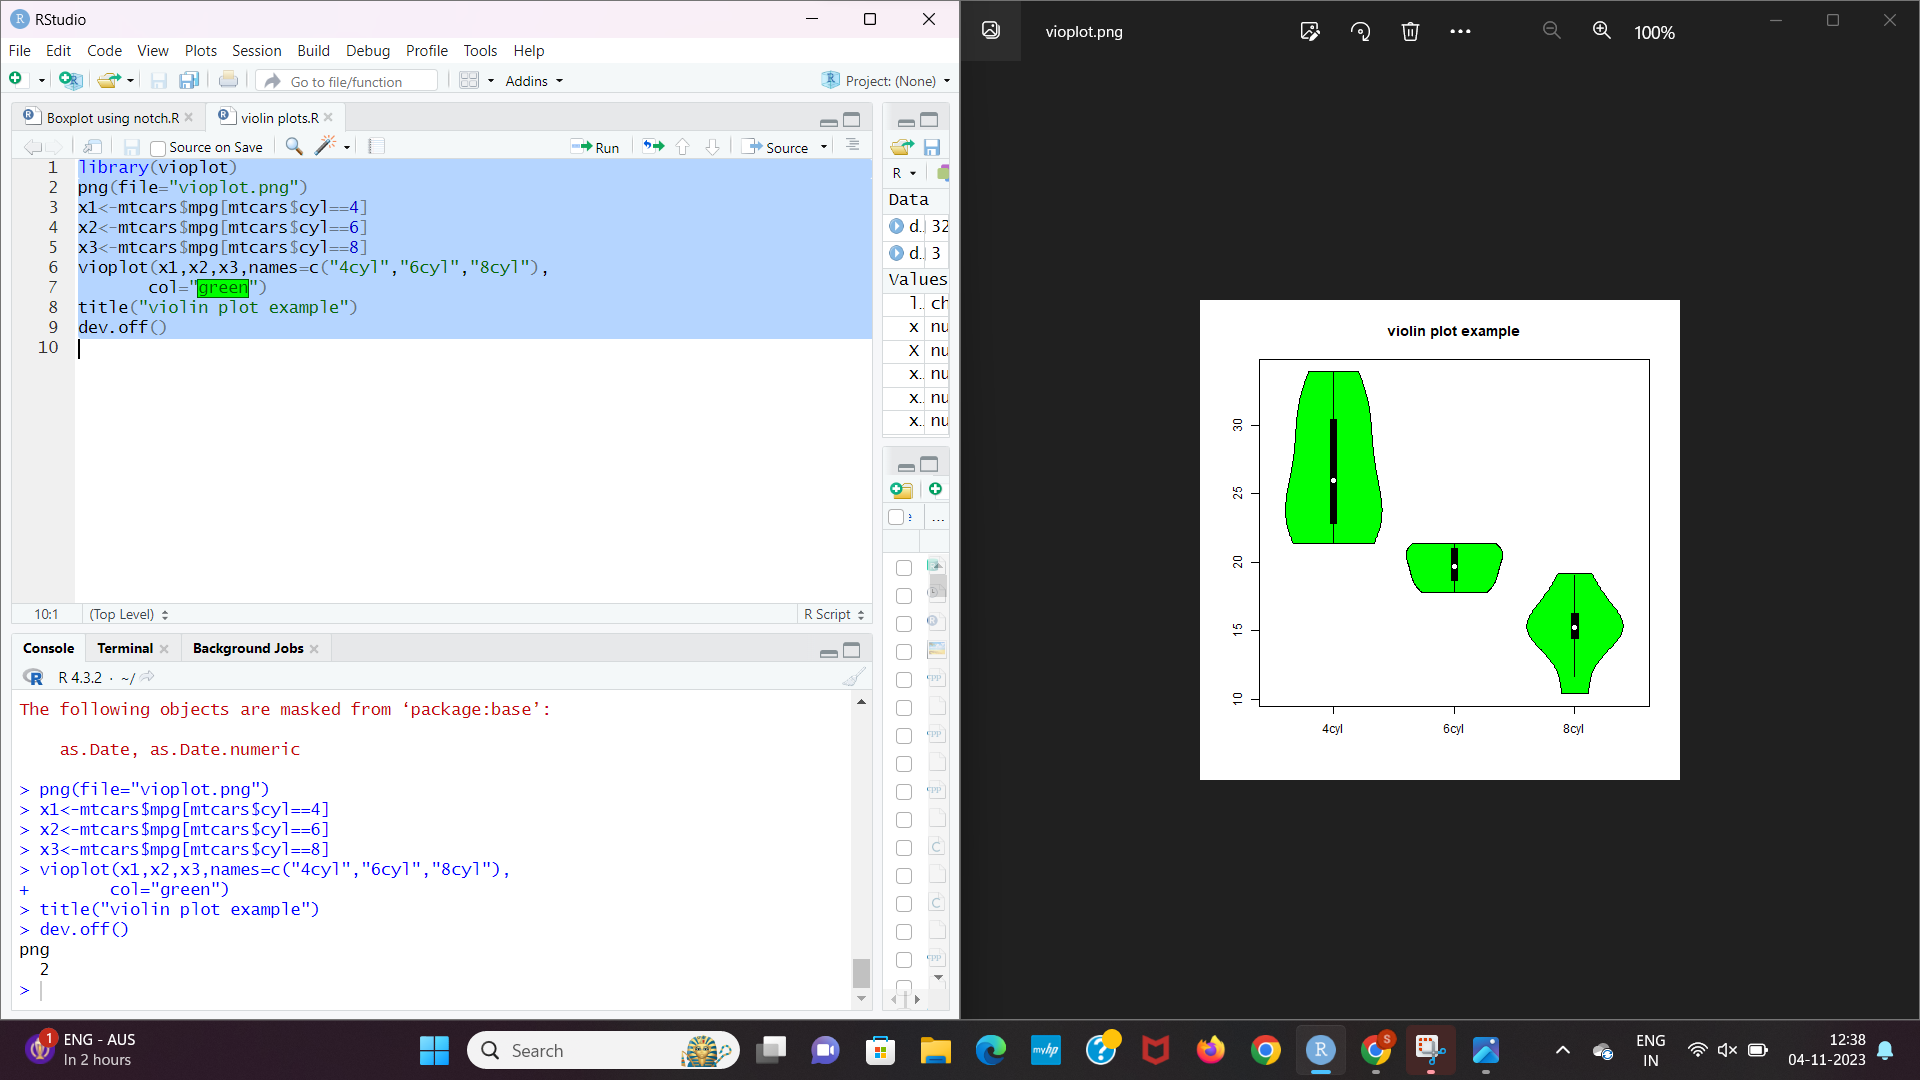 RStudio
File Edit Code View Plots Session Build Debug Profile Tools Help
Go to file/function
Addins
Project: (None)
Boxplot using notch.R
violin plots.R
Source on Save
Run
Source
1 library(vioplot)
2 png(file="vioplot.png")
3 x1<-mtcars$mpg[mtcars$cyl==4]
4 x2<-mtcars$mpg[mtcars$cyl==6]
5 x3<-mtcars$mpg[mtcars$cyl==8]
6 vioplot(x1,x2,x3,names=c("4cyl","6cyl","8cyl"),
7 col="green")
8 title("violin plot example")
9 dev.off()
10
10:1 (Top Level) R Script
Console Terminal Background Jobs
R 4.3.2 · ~/
The following objects are masked from ‘package:base’:
as.Date, as.Date.numeric
> png(file="vioplot.png")
> x1<-mtcars$mpg[mtcars$cyl==4]
> x2<-mtcars$mpg[mtcars$cyl==6]
> x3<-mtcars$mpg[mtcars$cyl==8]
> vioplot(x1,x2,x3,names=c("4cyl","6cyl","8cyl"),
+ col="green")
> title("violin plot example")
> dev.off()
png
2
>
R
Data
d. 32
d. 3
Values
l. ch
x nu
X nu
x. nu
x. nu
x. nu
vioplot.png
100%
violin plot example
30
25
20
15
10
4cyl 6cyl 8cyl
1
ENG - AUS
In 2 hours
Search
myhp
ENG
IN
12:38
04-11-2023